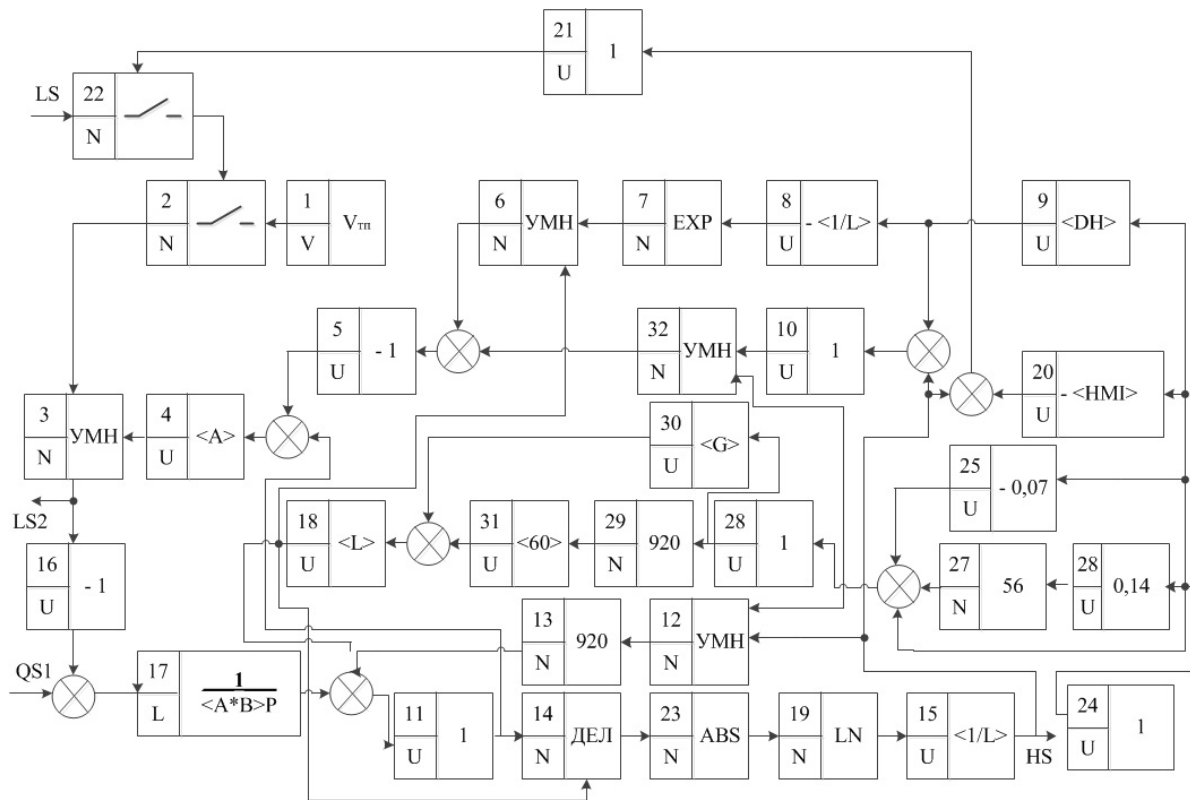 21
1
U
LS
22
N
2
N
1
Vтп
V
6
УМН
N
7
EXP
N
8
- <1/L>
U
9
<DH>
U
5
- 1
U
32
УМН
N
10
1
U
20
- <HMI>
U
3
УМН
N
4
<A>
U
30
<G>
U
25
- 0,07
U
LS2
18
<L>
U
31
<60>
U
29
920
N
28
1
U
27
56
N
28
0,14
U
16
- 1
U
13
920
N
12
УМН
N
QS1
17
1
<A*B>P
L
11
1
U
14
ДЕЛ
N
23
ABS
N
19
LN
N
15
<1/L>
U
HS
24
1
U